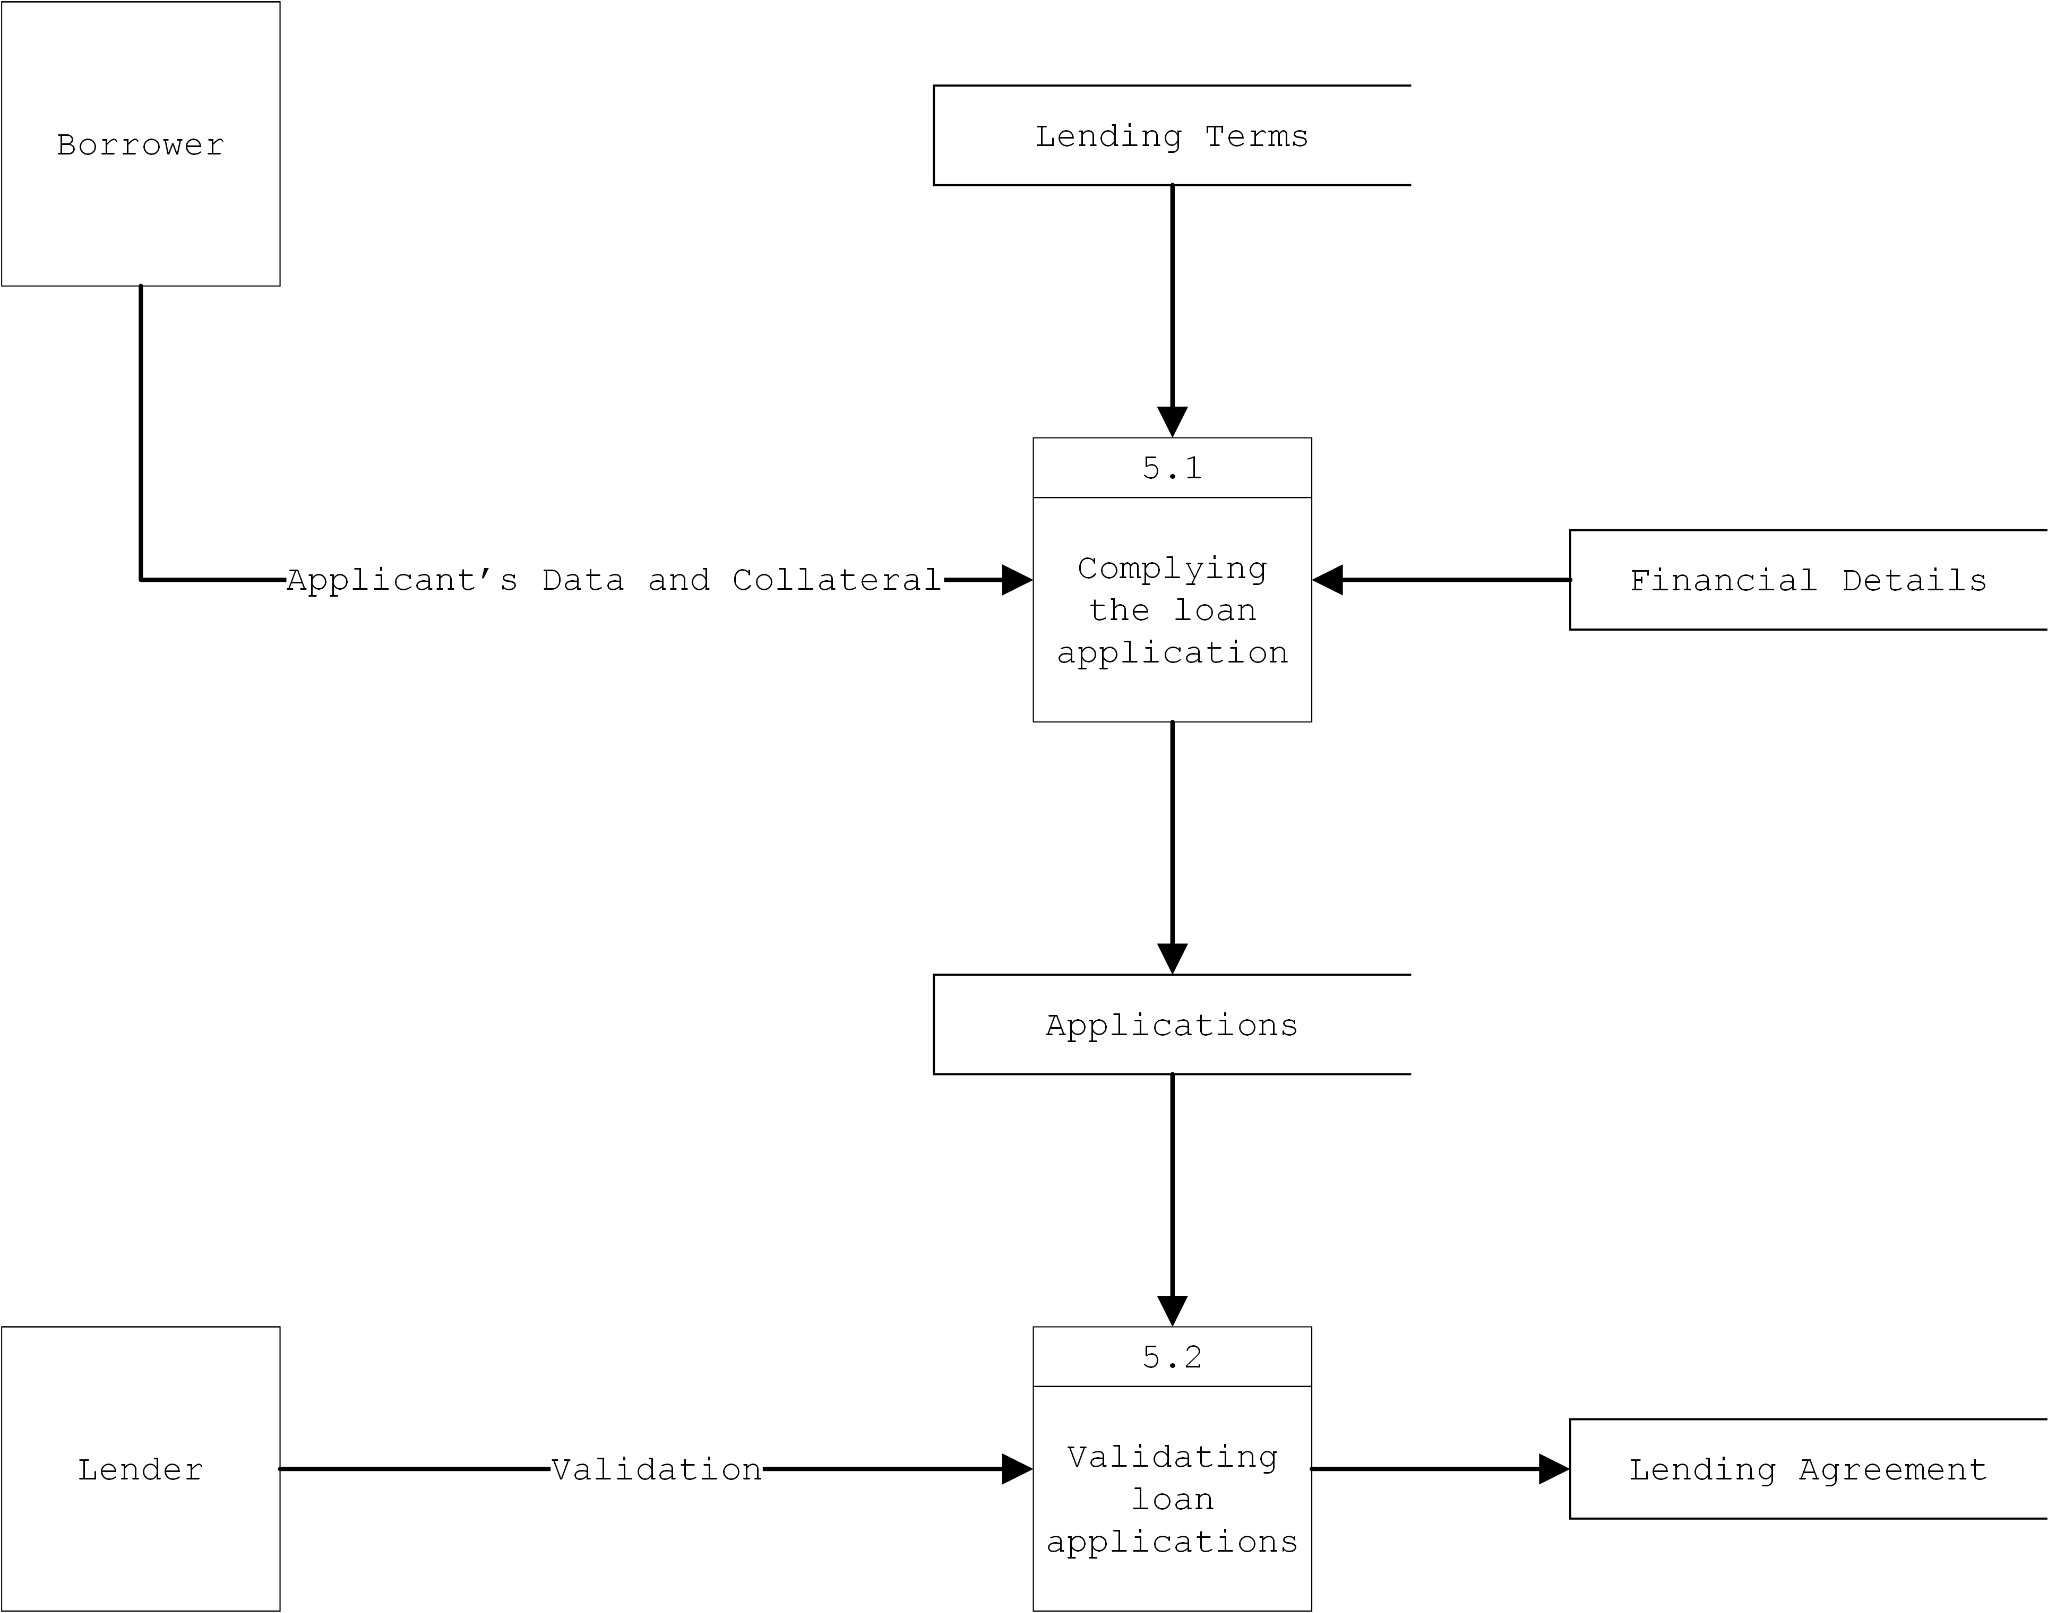 Borrower
Lending Terms
5.1
Applicant’s Data and Collateral
Complying
the loan
application
Financial Details
Applications
5.2
Lender
Validation
Validating
loan
applications
Lending Agreement